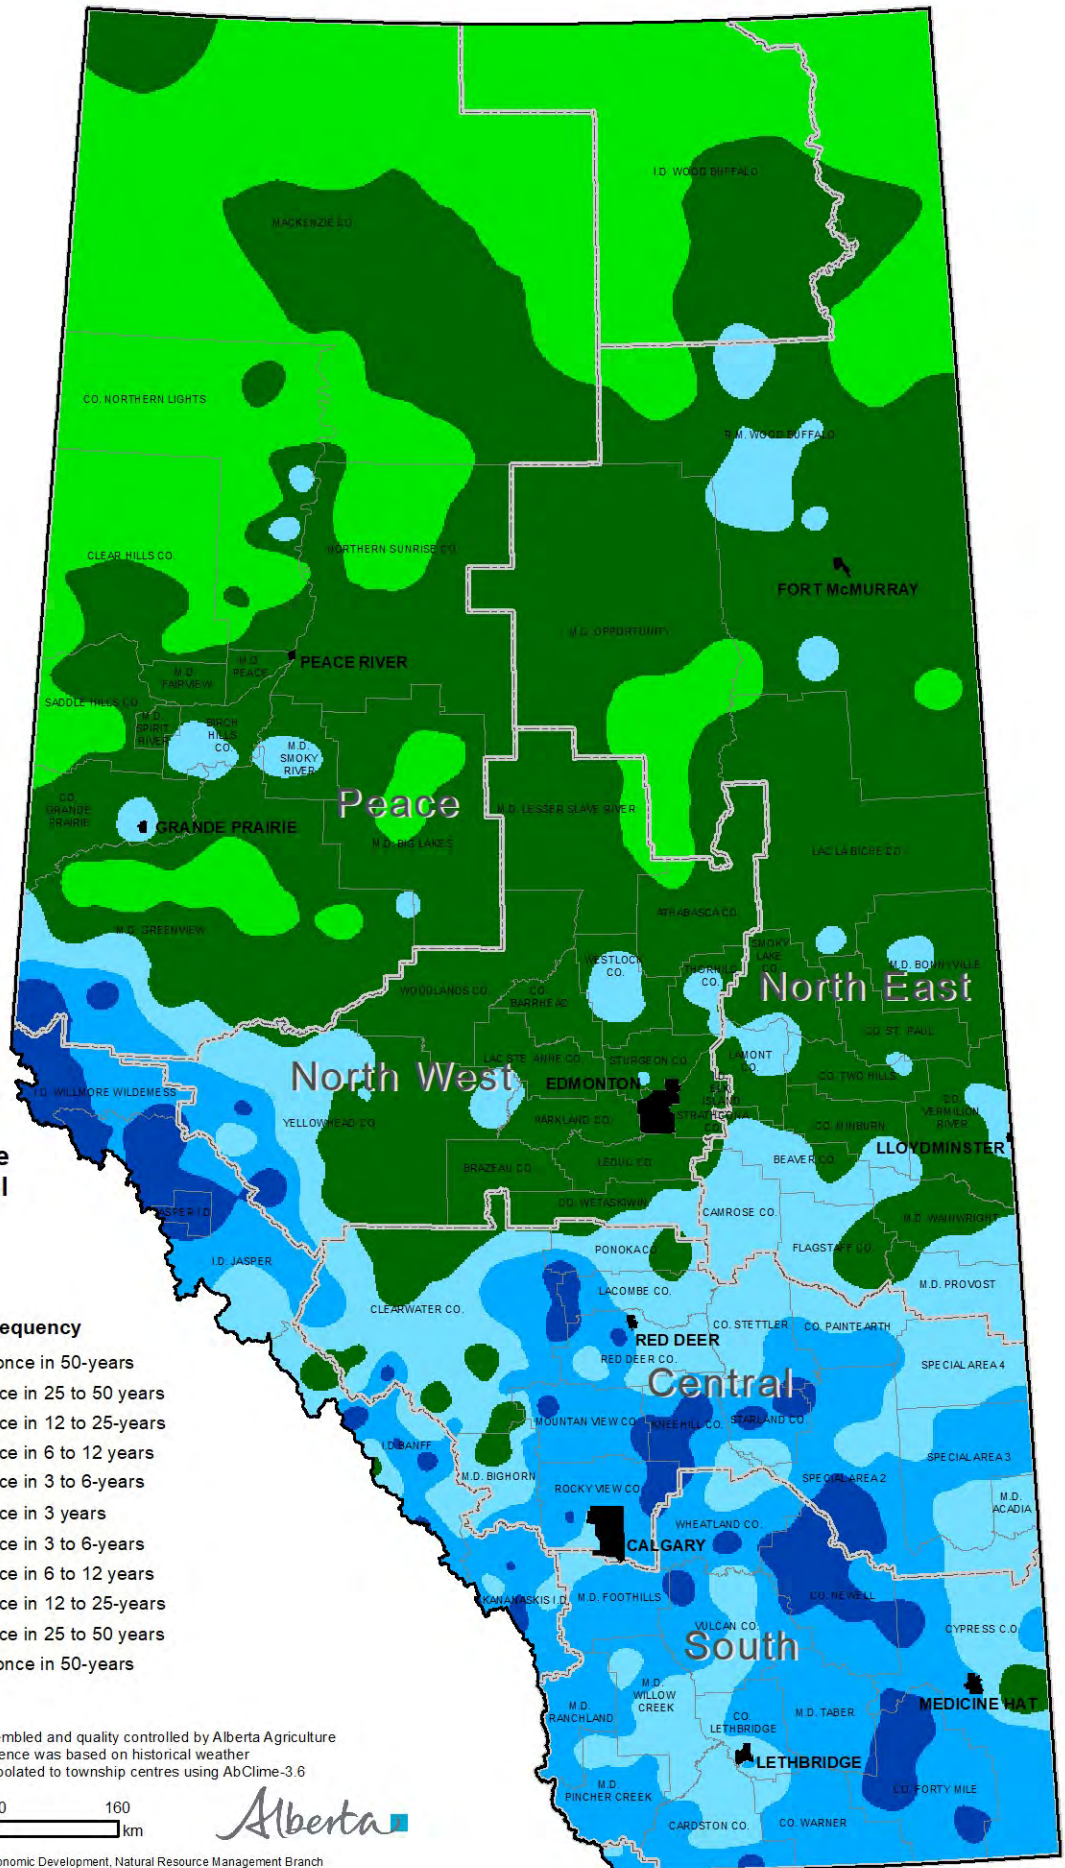 I.D. WOOD BUFFALO
MACKENZIE CO.
CO. NORTHERN LIGHTS
R.M. WOOD BUFFALO
CLEAR HILLS CO.
NORTHERN SUNRISE CO.
FORT McMURRAY
M.D. OPPORTUNITY
PEACE RIVER
M.D.
PEACE
M.D.
FAIRVIEW
SADDLE HILLS CO.
M.D.
SPIRIT
RIVER
BIRCH
HILLS
CO.
M.D.
SMOKY
RIVER
Peace
CO.
GRANDE
PRAIRIE
GRANDE PRAIRIE
M.D. LESSER SLAVE RIVER
M.D. BIG LAKES
LAC LA BICHE CO.
ATHABASCA CO.
M.D. GREENVIEW
SMOKY
LAKE
CO.
WESTLOCK
CO.
THORHILD
CO.
M.D. BONNYVILLE
North East
WOODLANDS CO.
CO.
BARRHEAD
CO. ST. PAUL
LAC STE. ANNE CO.
STURGEON CO.
LAMONT
CO.
North West
EDMONTON
CO. TWO HILLS
I.D. WILLMORE WILDERNESS
ELK
ISLAND
STRATHCONA
CO.
CO.
VERMILION
RIVER
YELLOWHEAD CO.
PARKLAND CO.
CO. MINBURN
e
l
LLOYDMINSTER
BRAZEAU CO.
LEDUC CO.
BEAVER CO.
CO. WETASKIWIN
JASPER I.D.
CAMROSE CO.
M.D. WAINWRIGHT
I.D. JASPER
PONOKA CO.
FLAGSTAFF CO.
M.D. PROVOST
CLEARWATER CO.
LACOMBE CO.
equency
CO. STETTLER
CO. PAINTEARTH
RED DEER
RED DEER CO.
SPECIAL AREA 4
once in 50-years
ce in 25 to 50 years
ce in 12 to 25-years
ce in 6 to 12 years
ce in 3 to 6-years
ce in 3 years
ce in 3 to 6-years
ce in 6 to 12 years
ce in 12 to 25-years
ce in 25 to 50 years
once in 50-years
Central
MOUNTAN VIEW CO.
KNEEHILL CO.
STARLAND CO.
I.D. BANFF
SPECIAL AREA 3
M.D. BIGHORN
SPECIAL AREA 2
ROCKY VIEW CO.
M.D.
ACADIA
WHEATLAND CO.
CALGARY
KANANASKIS I.D.
M.D. FOOTHILLS
CO. NEWELL
VULCAN CO.
CYPRESS CO.
South
M.D.
WILLOW
CREEK
MEDICINE HAT
M.D.
RANCHLAND
CO.
LETHBRIDGE
M.D. TABER
LETHBRIDGE
M.D.
PINCHER CREEK
CO. FORTY MILE
CARDSTON CO.
CO. WARNER
mbled and quality controlled by Alberta Agriculture
ence was based on historical weather
polated to township centres using AbClime-3.6
0 160
km
Alberta
onomic Development, Natural Resource Management Branch